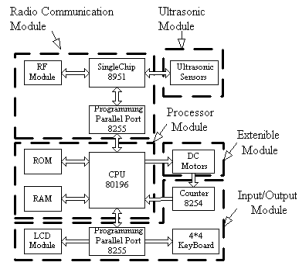 Radio Communication
Module
Ultrasonic
Module
RF
Module
SingleChip
8951
Ultrasonic
Sensors
Programming
Parallel Port
8255
Processor
Module
Extenible
Module
ROM
CPU
80196
DC
Motors
RAM
Counter
8254
Input/Output
Module
LCD
Module
Programming
Parallel Port
8255
4*4
KeyBoard